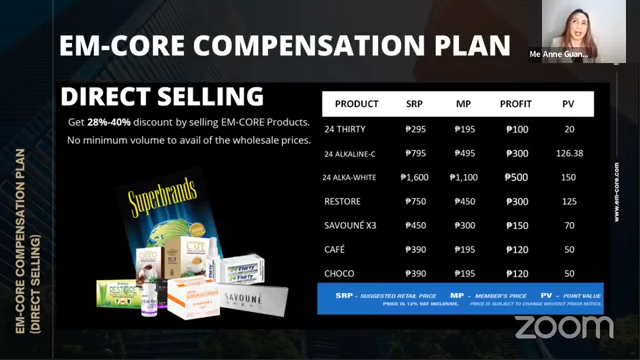 EM-CORE COMPENSATION PLAN
Me Anne Guan...
DIRECT SELLING
Get 28%-40% discount by selling EM-CORE Products.
No minimum volume to avail of the wholesale prices.
PRODUCT SRP MP PROFIT PV
24 THIRTY ₱295 ₱195 ₱100 20
24 ALKALINE-C ₱795 ₱495 ₱300 126.38
24 ALKA-WHITE ₱1,600 ₱1,100 ₱500 150
RESTORE ₱750 ₱450 ₱300 125
SAVOUNÉ X3 ₱450 ₱300 ₱150 70
CAFÉ ₱390 ₱195 ₱120 50
CHOCO ₱390 ₱195 ₱120 50
SRP - SUGGESTED RETAIL PRICE MP - MEMBER'S PRICE PV - POINT VALUE
PRICE IS 12% VAT INCLUSIVE. PRICE IS SUBJECT TO CHANGE WITHOUT PRIOR NOTICE.
Superbrands
CAFÉ
RESTORE
24Thirty
SAVOUNÉ
EM-CORE COMPENSATION PLAN
(DIRECT SELLING)
www.em-core.com
zoom